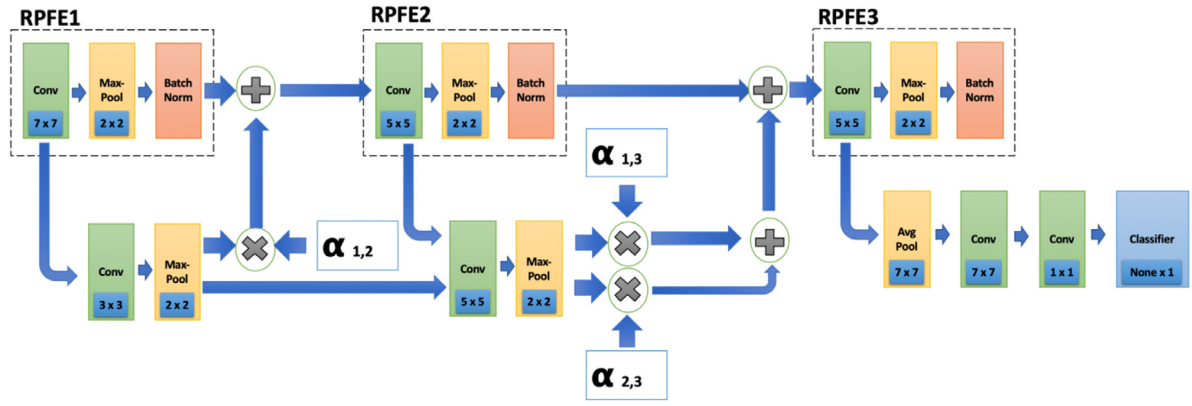 RPFE1
RPFE2
RPFE3
Conv
7 x 7
Max-
Pool
2 x 2
Batch
Norm
Conv
5 x 5
Max-
Pool
2 x 2
Batch
Norm
Conv
5 x 5
Max-
Pool
2 x 2
Batch
Norm
α 1,3
α 1,2
Conv
3 x 3
Max-
Pool
2 x 2
Conv
5 x 5
Max-
Pool
2 x 2
Avg
Pool
7 x 7
Conv
7 x 7
Conv
1 x 1
Classifier
None x 1
α 2,3